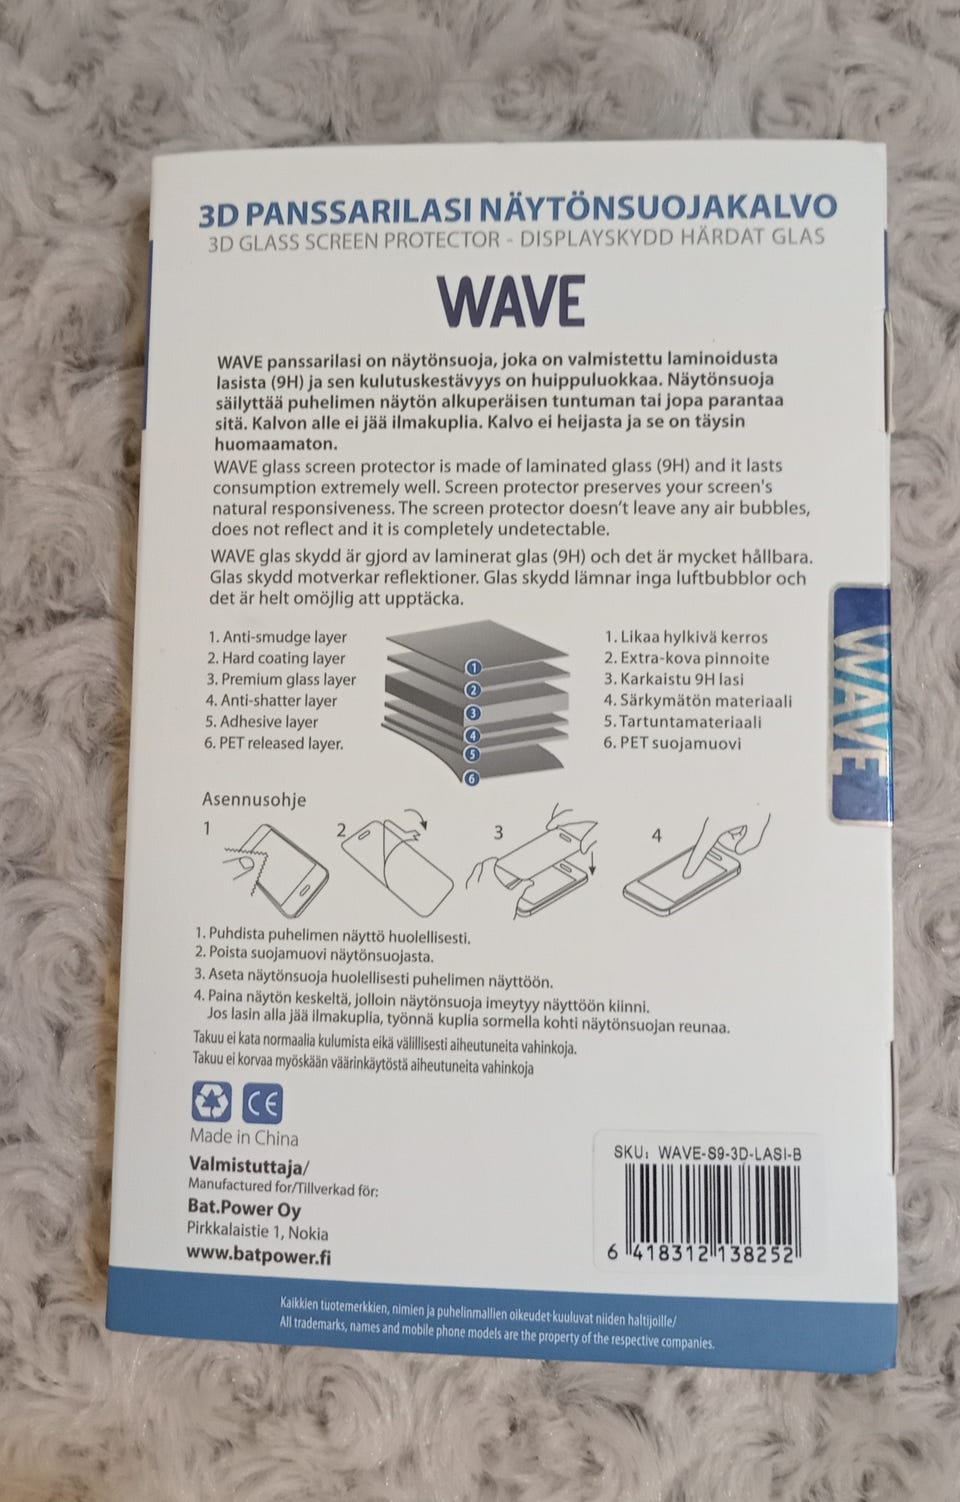 3D PANSSARILASI NÄYTÖNSUOJAKALVO
3D GLASS SCREEN PROTECTOR - DISPLAYSKYDD HÄRDAT GLAS
WAVE
WAVE panssarilasi on näytönsuoja, joka on valmistettu laminoidusta
lasista (9H) ja sen kulutuskestävyys on huippuluokkaa. Näytönsuoja
säilyttää puhelimen näytön alkuperäisen tuntuman tai jopa parantaa
sitä. Kalvon alle ei jää ilmakuplia. Kalvo ei heijasta ja se on täysin
huomaamaton.
WAVE glass screen protector is made of laminated glass (9H) and it lasts
consumption extremely well. Screen protector preserves your screen's
natural responsiveness. The screen protector doesn't leave any air bubbles,
does not reflect and it is completely undetectable.
WAVE glas skydd är gjord av laminerat glas (9H) och det är mycket hållbara.
Glas skydd motverkar reflektioner. Glas skydd lämnar inga luftbubblor och
det är helt omöjlig att upptäcka.
1. Anti-smudge layer
2. Hard coating layer
3. Premium glass layer
4. Anti-shatter layer
5. Adhesive layer
6. PET released layer.
1
2
3
4
5
6
1. Likaa hylkivä kerros
2. Extra-kova pinnoite
3. Karkaistu 9H lasi
4. Särkymätön materiaali
5. Tartuntamateriaali
6. PET suojamuovi
WAVE
Asennusohje
1
2
3
4
1. Puhdista puhelimen näyttö huolellisesti.
2. Poista suojamuovi näytönsuojasta.
3. Aseta näytönsuoja huolellisesti puhelimen näyttöön.
4. Paina näytön keskeltä, jolloin näytönsuoja imeytyy näyttöön kiinni.
Jos lasin alla jää ilmakuplia, työnnä kuplia sormella kohti näytönsuojan reunaa.
Takuu ei kata normaalia kulumista eikä välillisesti aiheutuneita vahinkoja.
Takuu ei korvaa myöskään väärinkäytöstä aiheutuneita vahinkoja
CE
Made in China
Valmistuttaja/
Manufactured for/Tillverkad för:
Bat.Power Oy
Pirkkalaistie 1, Nokia
www.batpower.fi
SKU: WAVE-S9-3D-LASI-B
6 418312 138252
Kaikkien tuotemerkkien, nimien ja puhelinmallien oikeudet kuuluvat niiden haltijoille/
All trademarks, names and mobile phone models are the property of the respective companies.